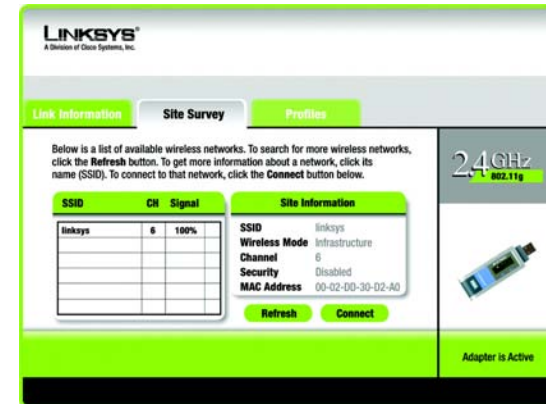 LINKSYS®
A Division of Cisco Systems, Inc.
Link Information
Site Survey
Profiles
Below is a list of available wireless networks. To search for more wireless networks,
click the Refresh button. To get more information about a network, click its
name (SSID). To connect to that network, click the Connect button below.
SSID CH Signal
linksys 6 100%
Site Information
SSID linksys
Wireless Mode Infrastructure
Channel 6
Security Disabled
MAC Address 00-02-DD-30-D2-A0
Refresh
Connect
2.4 GHz
802.11g
Adapter is Active